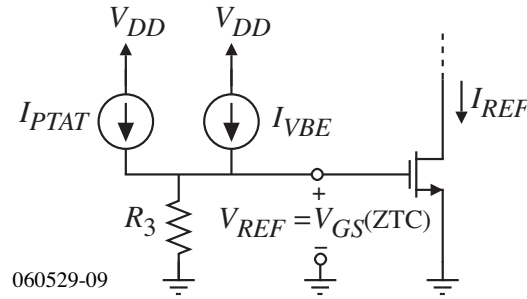 V_DD V_DD
I_PTAT I_VBE I_REF
+
R_3 V_REF = V_GS(ZTC)
–
060529-09